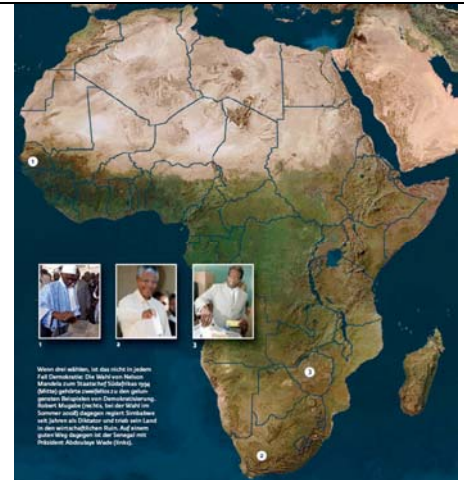 1
3
2
1
2
3
Wenn drei wählen, ist das nicht in jedem
Fall Demokratie: Die Wahl von Nelson
Mandela zum Staatschef Südafrikas 1994
(Mitte) gehörte zweifellos zu den gelun-
gensten Beispielen von Demokratisierung.
Robert Mugabe (rechts, bei der Wahl im
Sommer 2008) dagegen regiert Simbabwe
seit Jahren als Diktator und trieb sein Land
in den wirtschaftlichen Ruin. Auf einem
guten Weg dagegen ist der Senegal mit
Präsident Abdoulaye Wade (links).